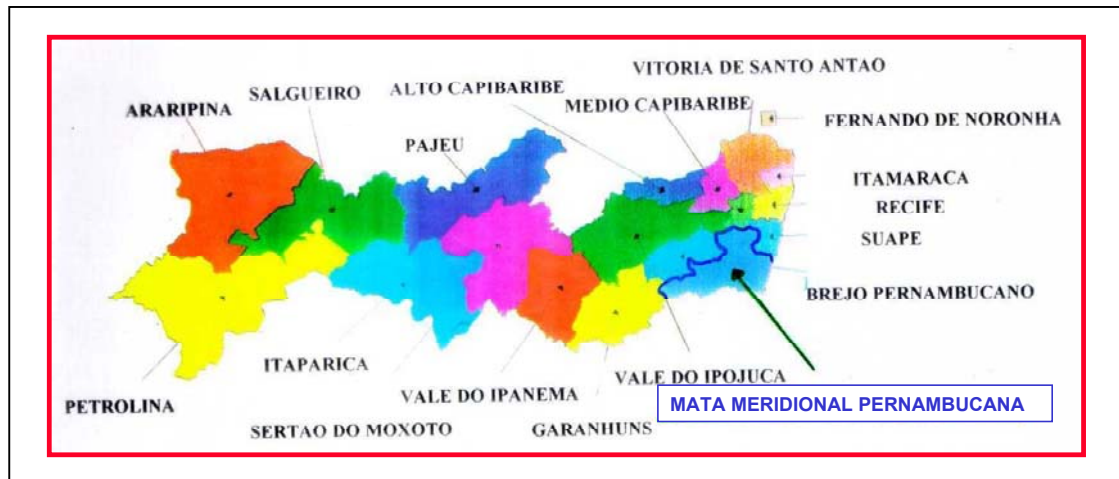 VITORIA DE SANTO ANTAO
SALGUEIRO
ALTO CAPIBARIBE
MEDIO CAPIBARIBE
ARARIPINA
FERNANDO DE NORONHA
PAJEU
ITAMARACA
RECIFE
SUAPE
BREJO PERNAMBUCANO
ITAPARICA
VALE DO IPOJUCA
VALE DO IPANEMA
PETROLINA
MATA MERIDIONAL PERNAMBUCANA
SERTAO DO MOXOTO
GARANHUNS